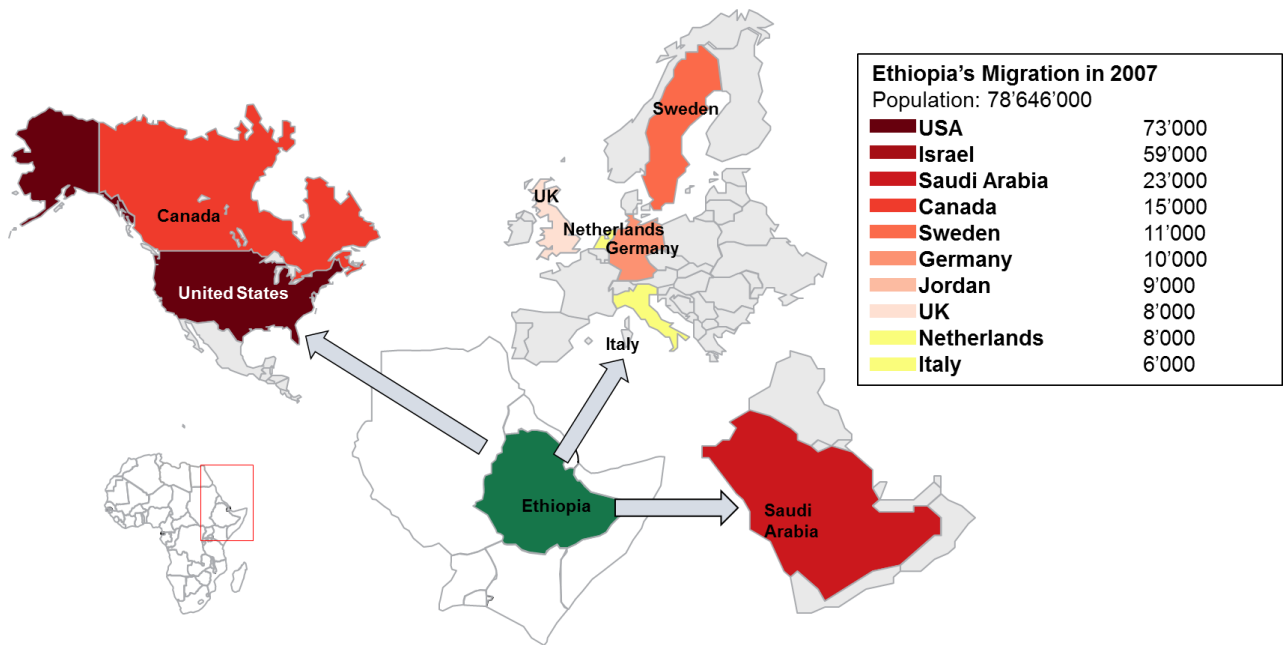 Ethiopia’s Migration in 2007
Population: 78’646’000
USA 73’000
Israel 59’000
Saudi Arabia 23’000
Canada 15’000
Sweden 11’000
Germany 10’000
Jordan 9’000
UK 8’000
Netherlands 8’000
Italy 6’000
Canada
United States
Sweden
UK
Netherlands
Germany
Italy
Ethiopia
Saudi
Arabia